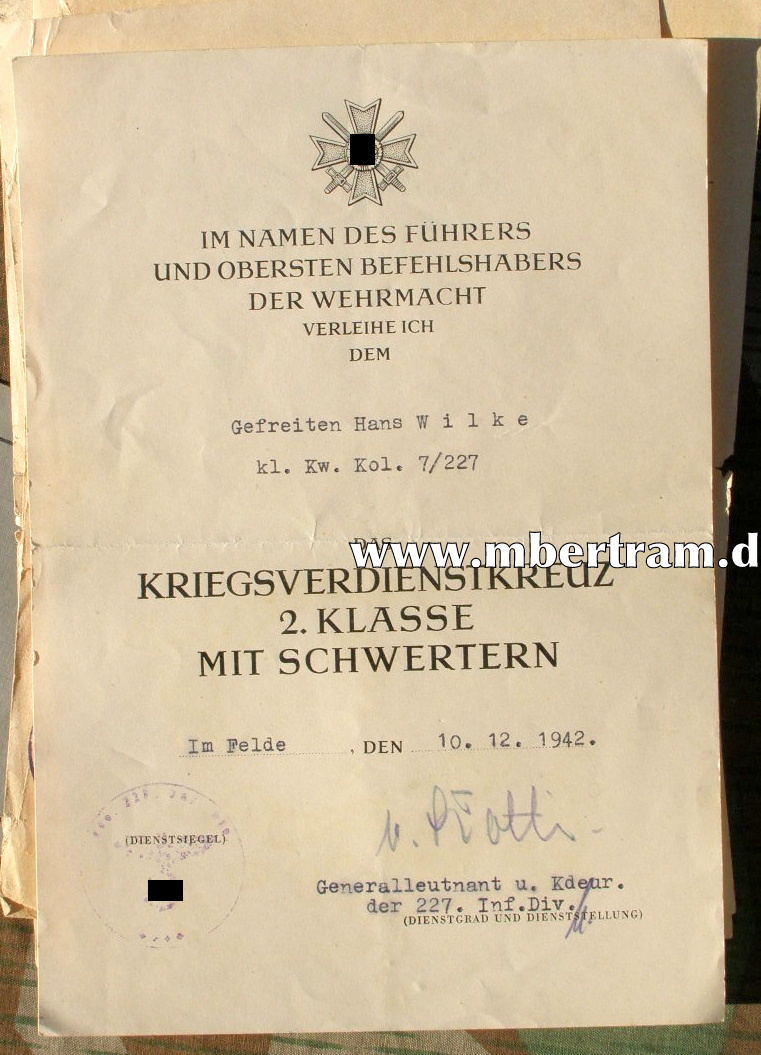 IM NAMEN DES FÜHRERS
UND OBERSTEN BEFEHLSHABERS
DER WEHRMACHT
VERLEIHE ICH
DEM
Gefreiten Hans W i l k e
kl. Kw. Kol. 7/227
DAS
www.mbertram.d
KRIEGSVERDIENSTKREUZ
2. KLASSE
MIT SCHWERTERN
Im Felde , DEN 10. 12. 1942.
(DIENSTSIEGEL)
Generalleutnant u. Kdeur.
der 227. Inf.Div.
(DIENSTGRAD UND DIENSTSTELLUNG)